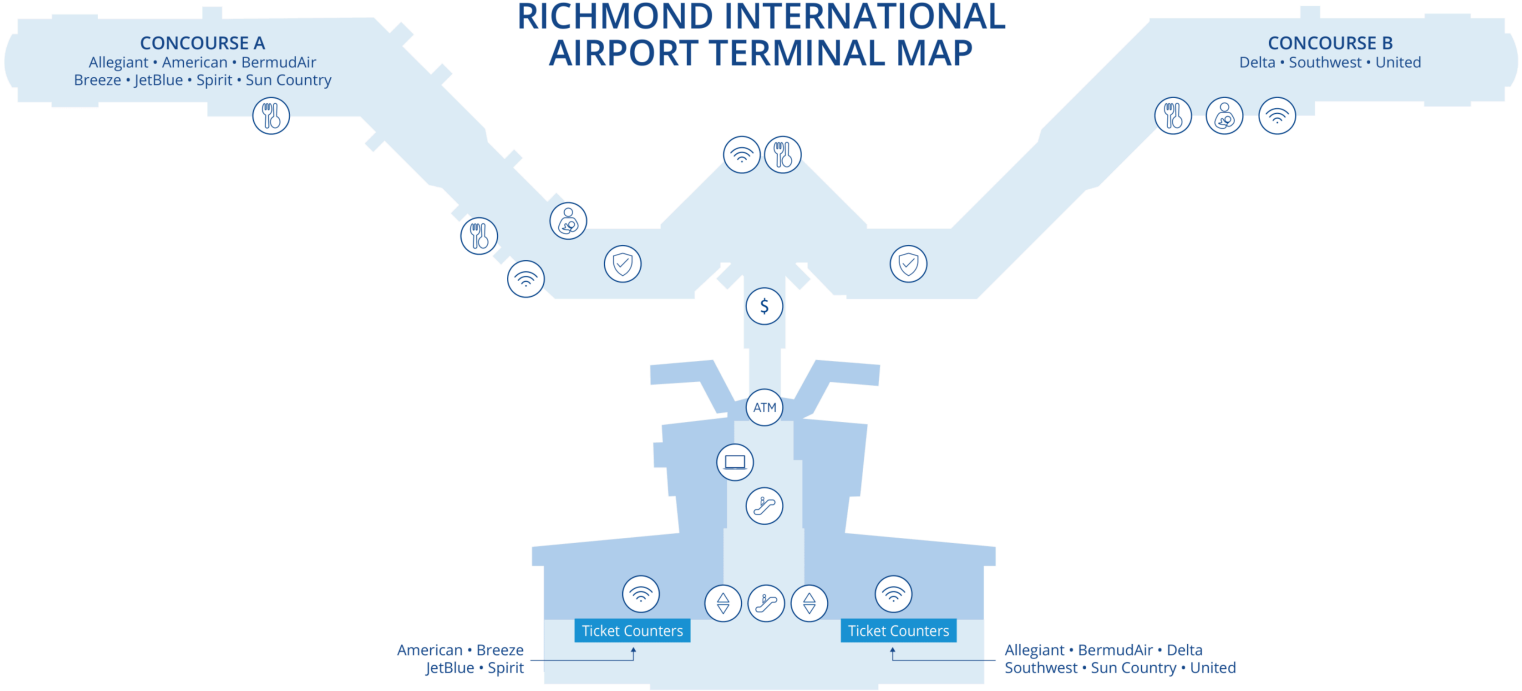 RICHMOND INTERNATIONAL
AIRPORT TERMINAL MAP
CONCOURSE A
Allegiant • American • BermudAir
Breeze • JetBlue • Spirit • Sun Country
CONCOURSE B
Delta • Southwest • United
$
ATM
Ticket Counters
Ticket Counters
American • Breeze
JetBlue • Spirit
Allegiant • BermudAir • Delta
Southwest • Sun Country • United